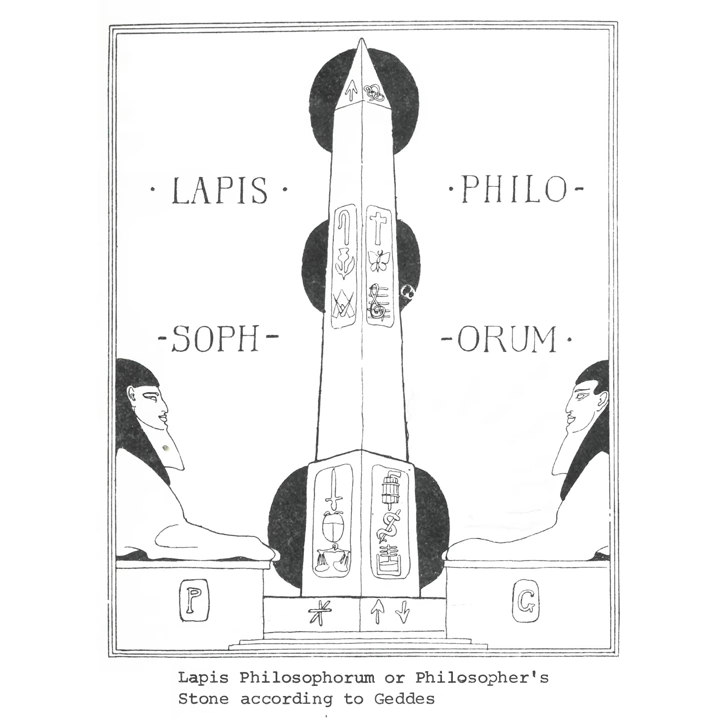 · LAPIS · · PHILO-
-SOPH- -ORUM ·
P G
Lapis Philosophorum or Philosopher's
Stone according to Geddes